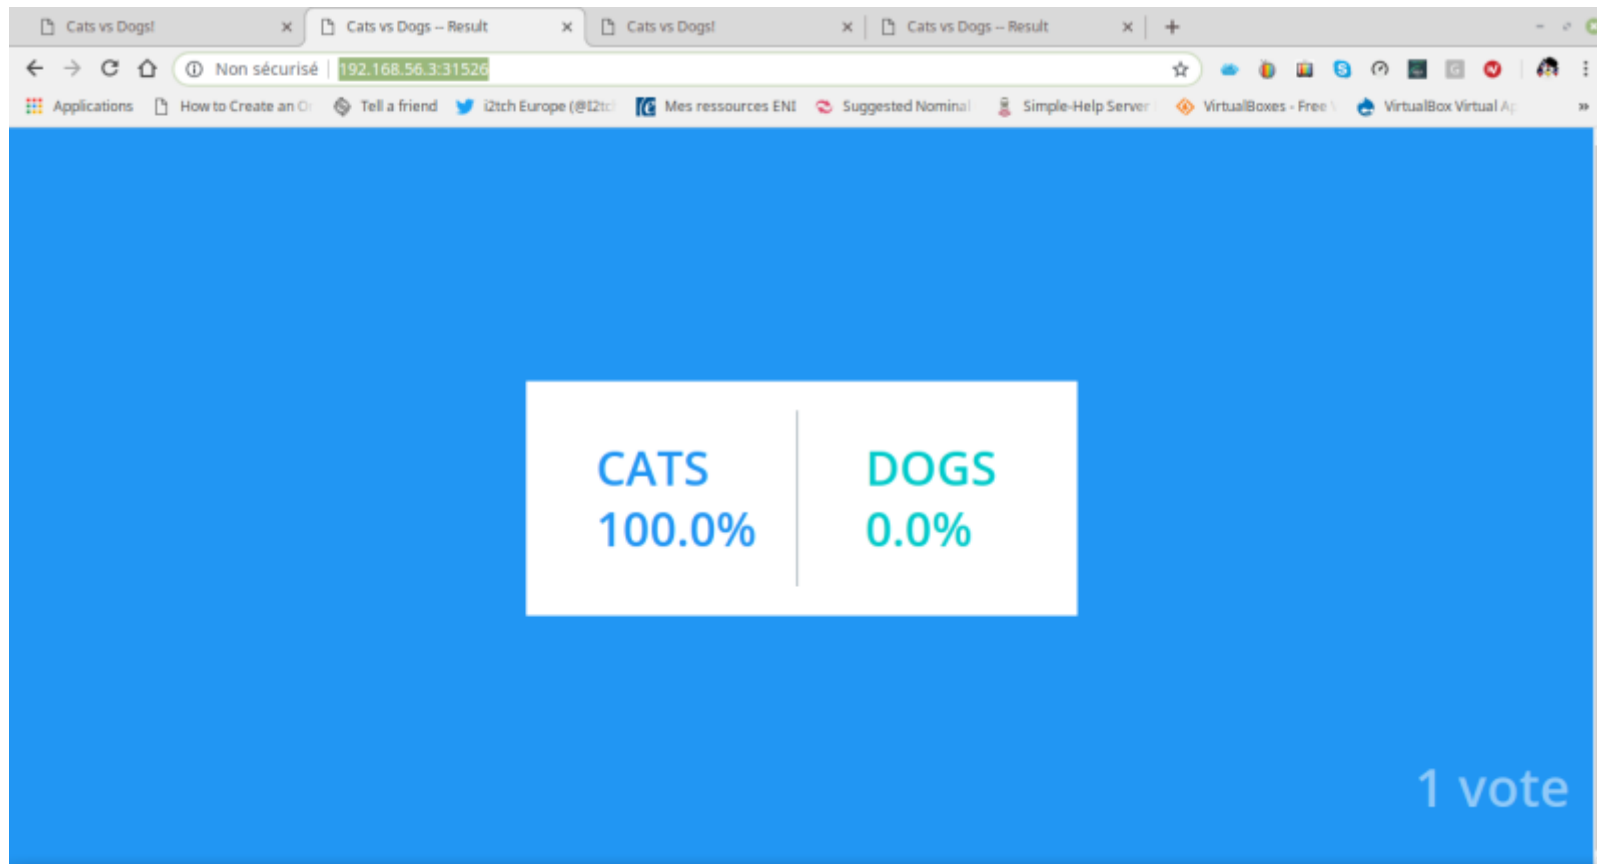 Cats vs Dogs! Cats vs Dogs -- Result Cats vs Dogs! Cats vs Dogs -- Result
Non sécurisé 192.168.56.3:31526
Applications How to Create an Tell a friend i2tch Europe Mes ressources ENI Suggested Nominal Simple-Help Server VirtualBoxes - Free VirtualBox Virtual
CATS DOGS
100.0% 0.0%
1 vote